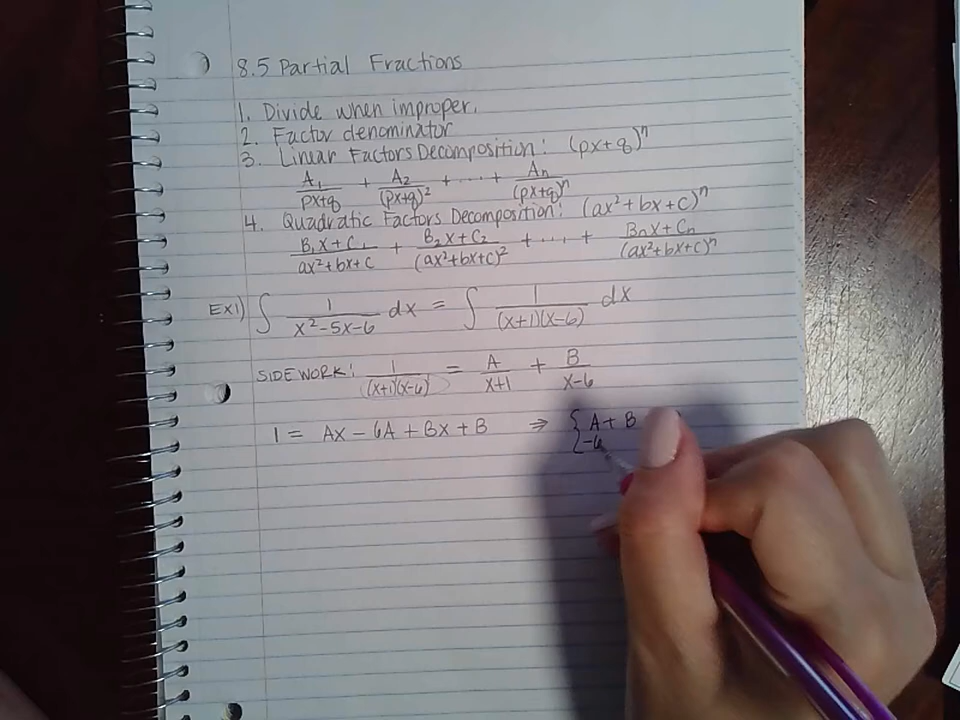 8.5 Partial Fractions
1. Divide when improper.
2. Factor denominator
3. Linear Factors Decomposition: (px+q)^n
A₁/(px+q) + A₂/(px+q)² + ... + Aₙ/(px+q)^n
4. Quadratic Factors Decomposition: (ax²+bx+c)^n
(B₁x+C₁)/(ax²+bx+c) + (B₂x+C₂)/(ax²+bx+c)² + ... + (Bₙx+Cₙ)/(ax²+bx+c)^n
EX1) ∫ 1/(x²-5x-6) dx = ∫ 1/((x+1)(x-6)) dx
SIDEWORK: 1/((x+1)(x-6)) = A/(x+1) + B/(x-6)
1 = Ax - 6A + Bx + B ⇒ { A + B
-6